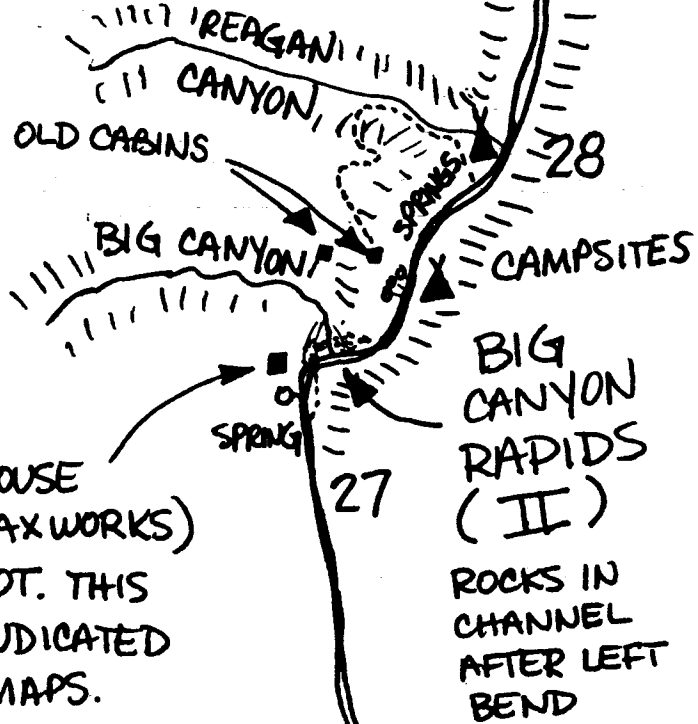 REAGAN
CANYON
OLD CABINS
SPRINGS
28
BIG CANYON
CAMPSITES
BIG
CANYON
RAPIDS
(II)
SPRING
27
OUSE
AX WORKS)
OT. THIS
NDICATED
MAPS.
ROCKS IN
CHANNEL
AFTER LEFT
BEND